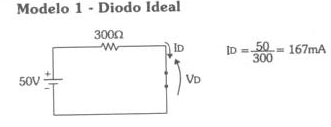 Modelo 1 - Diodo Ideal
300Ω
ID
ID = 50/300 = 167mA
50V
+
-
VD